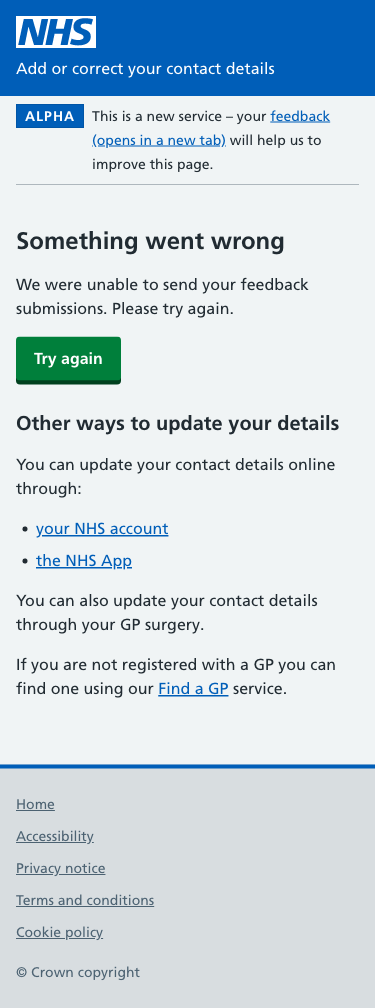 NHS
Add or correct your contact details
ALPHA
This is a new service – your feedback
(opens in a new tab) will help us to
improve this page.
Something went wrong
We were unable to send your feedback
submissions. Please try again.
Try again
Other ways to update your details
You can update your contact details online
through:
• your NHS account
• the NHS App
You can also update your contact details
through your GP surgery.
If you are not registered with a GP you can
find one using our Find a GP service.
Home
Accessibility
Privacy notice
Terms and conditions
Cookie policy
© Crown copyright